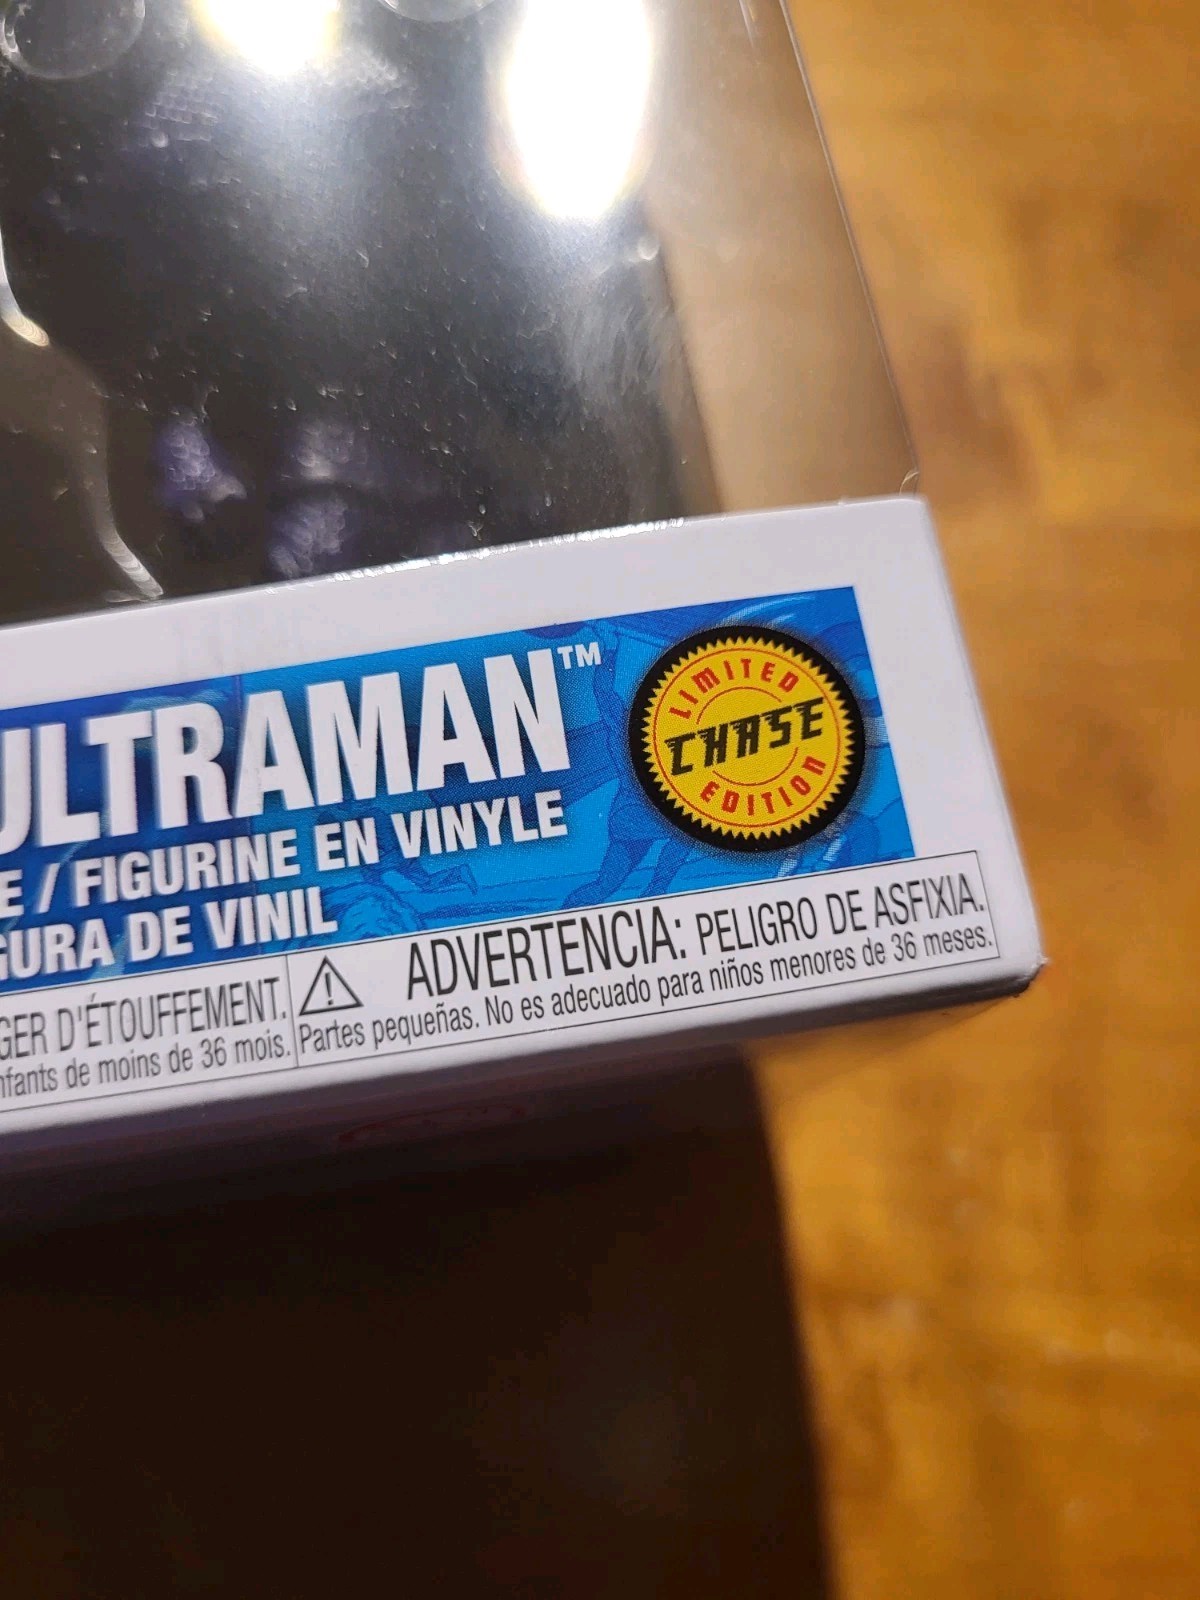 ULTRAMAN™
LIMITED
CHASE
EDITION
E / FIGURINE EN VINYLE
GURA DE VINIL
GER D'ÉTOUFFEMENT.
nfants de moins de 36 mois.
ADVERTENCIA: PELIGRO DE ASFIXIA.
Partes pequeñas. No es adecuado para niños menores de 36 meses.